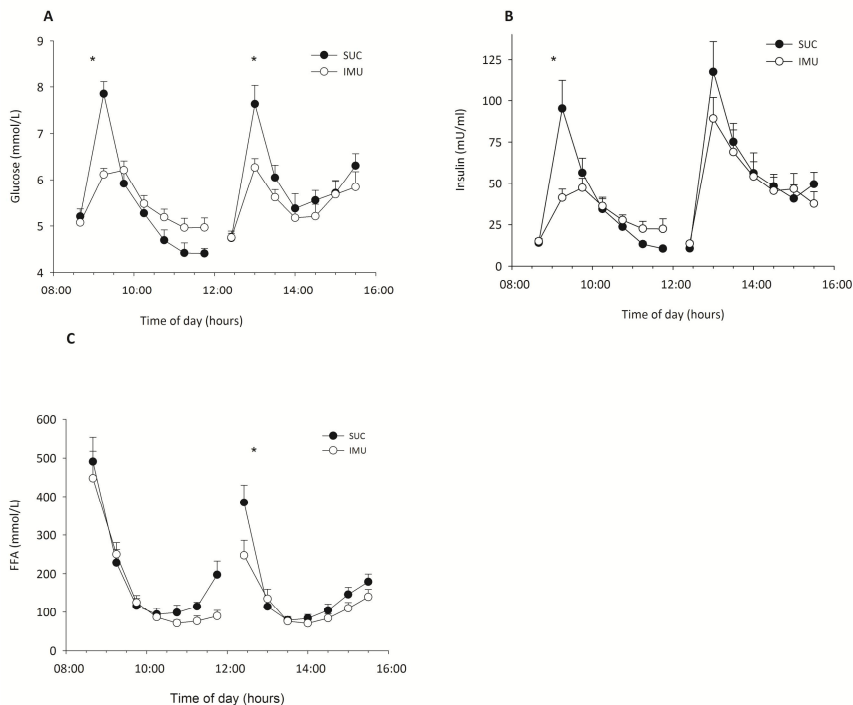 A
Glucose (mmol/L)
9
8
7
6
5
4
*
*
SUC
IMU
08:00 10:00 12:00 14:00 16:00
Time of day (hours)
B
Insulin (mU/ml)
125
100
75
50
25
0
*
SUC
IMU
08:00 10:00 12:00 14:00 16:00
Time of day (hours)
C
FFA (mmol/L)
600
500
400
300
200
100
0
*
SUC
IMU
08:00 10:00 12:00 14:00 16:00
Time of day (hours)